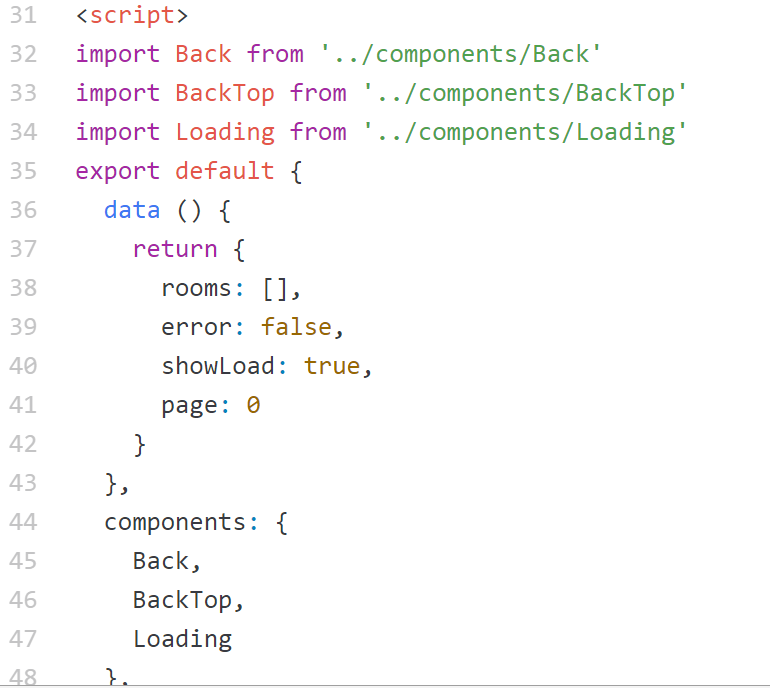 31 <script>
32 import Back from '../components/Back'
33 import BackTop from '../components/BackTop'
34 import Loading from '../components/Loading'
35 export default {
36   data () {
37     return {
38       rooms: [],
39       error: false,
40       showLoad: true,
41       page: 0
42     }
43   },
44   components: {
45     Back,
46     BackTop,
47     Loading
48   },